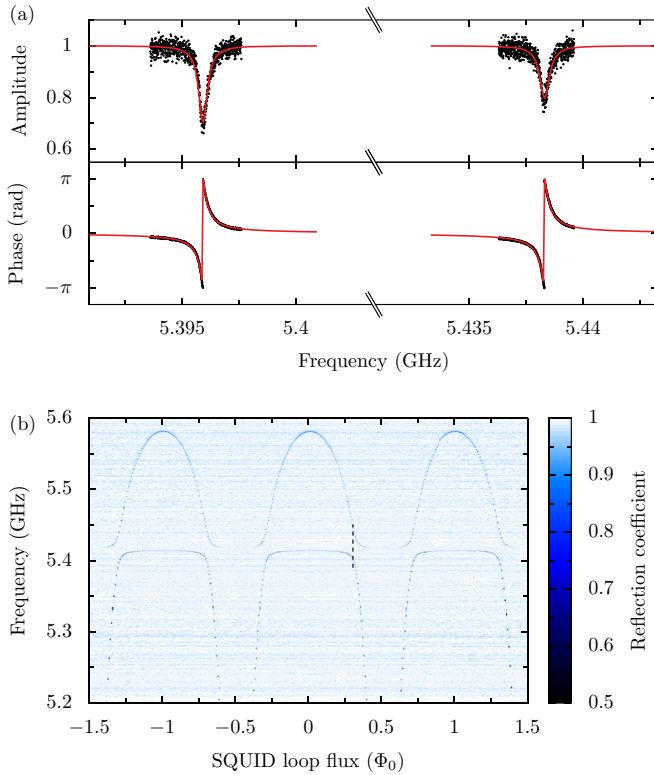 (a)
Amplitude
1
0.8
0.6
Phase (rad)
π
0
−π
5.395
5.4
5.435
5.44
Frequency (GHz)
(b)
Frequency (GHz)
5.6
5.5
5.4
5.3
5.2
−1.5
−1
−0.5
0
0.5
1
1.5
SQUID loop flux (Φ0)
1
0.9
0.8
0.7
0.6
0.5
Reflection coefficient